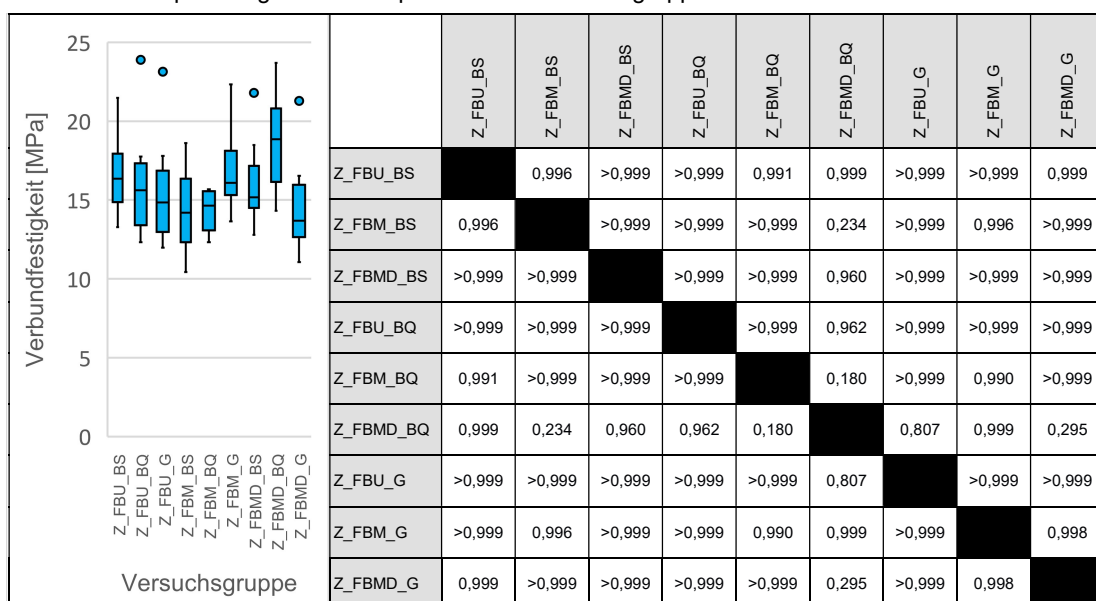 25
20
15
10
5
0
Verbundfestigkeit [MPa]
Z_FBU_BS
Z_FBU_BQ
Z_FBU_G
Z_FBM_BS
Z_FBM_BQ
Z_FBM_G
Z_FBMD_BS
Z_FBMD_BQ
Z_FBMD_G
Versuchsgruppe
Z_FBU_BS Z_FBM_BS Z_FBMD_BS Z_FBU_BQ Z_FBM_BQ Z_FBMD_BQ Z_FBU_G Z_FBM_G Z_FBMD_G
Z_FBU_BS 0,996 >0,999 >0,999 0,991 0,999 >0,999 >0,999 0,999
Z_FBM_BS 0,996 >0,999 >0,999 >0,999 0,234 >0,999 0,996 >0,999
Z_FBMD_BS >0,999 >0,999 >0,999 >0,999 0,960 >0,999 >0,999 >0,999
Z_FBU_BQ >0,999 >0,999 >0,999 >0,999 0,962 >0,999 >0,999 >0,999
Z_FBM_BQ 0,991 >0,999 >0,999 >0,999 0,180 >0,999 0,990 >0,999
Z_FBMD_BQ 0,999 0,234 0,960 0,962 0,180 0,807 0,999 0,295
Z_FBU_G >0,999 >0,999 >0,999 >0,999 >0,999 0,807 >0,999 >0,999
Z_FBM_G >0,999 0,996 >0,999 >0,999 0,990 0,999 >0,999 0,998
Z_FBMD_G 0,999 >0,999 >0,999 >0,999 >0,999 0,295 >0,999 0,998